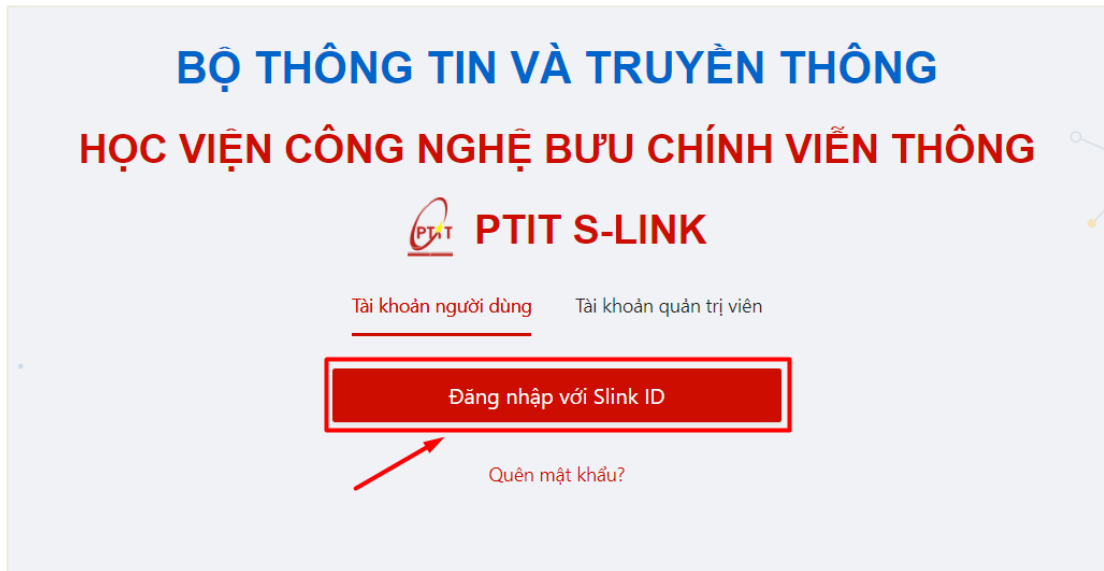 BỘ THÔNG TIN VÀ TRUYỀN THÔNG
HỌC VIỆN CÔNG NGHỆ BƯU CHÍNH VIỄN THÔNG
PTIT PTIT S-LINK
Tài khoản người dùng Tài khoản quản trị viên
Đăng nhập với Slink ID
Quên mật khẩu?